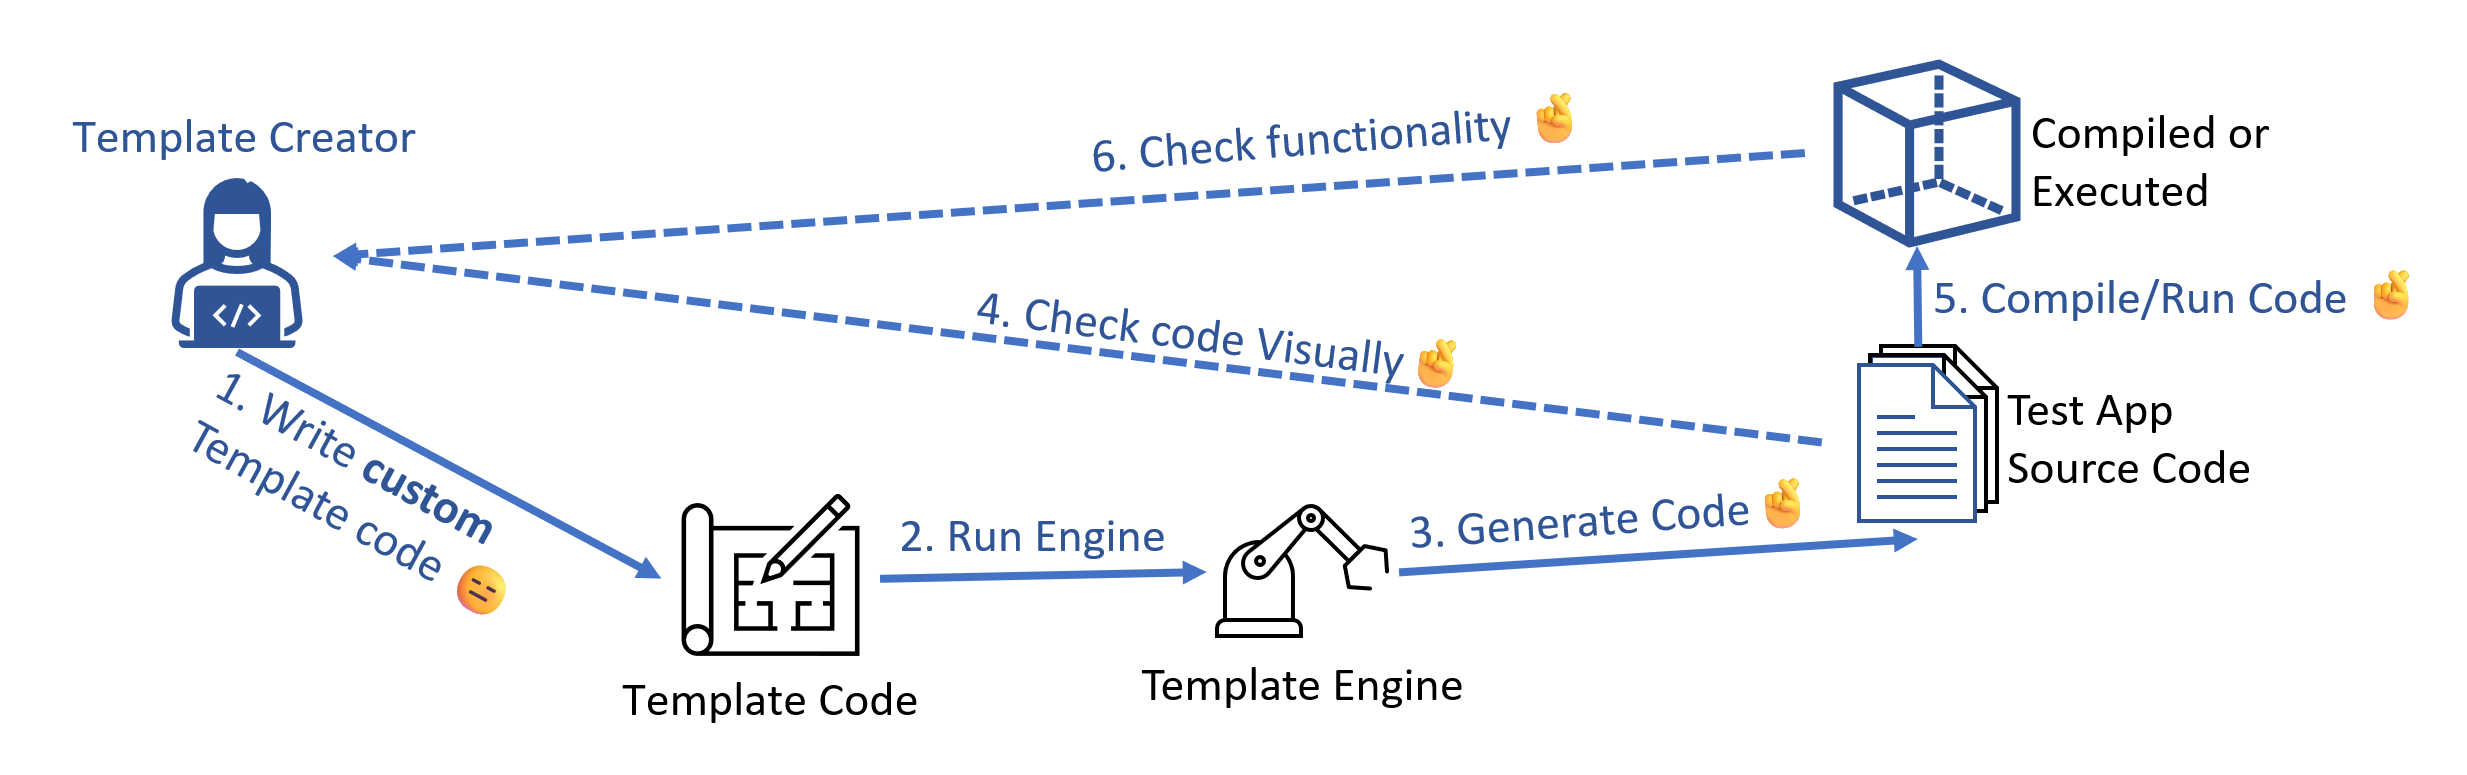 Template Creator
</>
1. Write custom
Template code
Template Code
2. Run Engine
Template Engine
3. Generate Code
Test App
Source Code
4. Check code Visually
5. Compile/Run Code
Compiled or
Executed
6. Check functionality